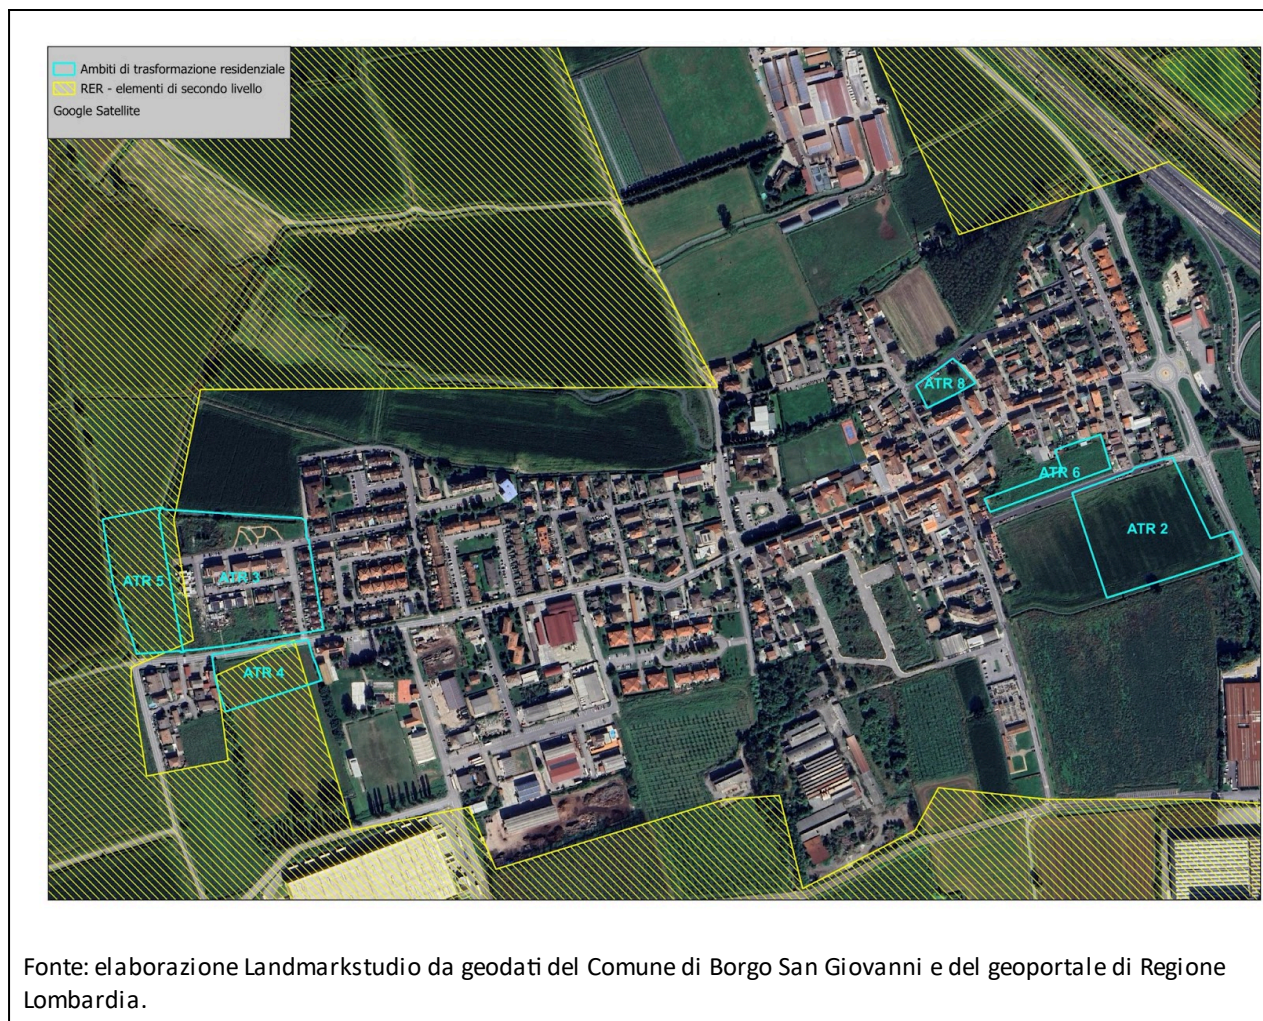 Ambiti di trasformazione residenziale
RER - elementi di secondo livello
Google Satellite
ATR 8
ATR 6
ATR 2
ATR 5
ATR 3
ATR 4
Fonte: elaborazione Landmarkstudio da geodati del Comune di Borgo San Giovanni e del geoportale di Regione
Lombardia.